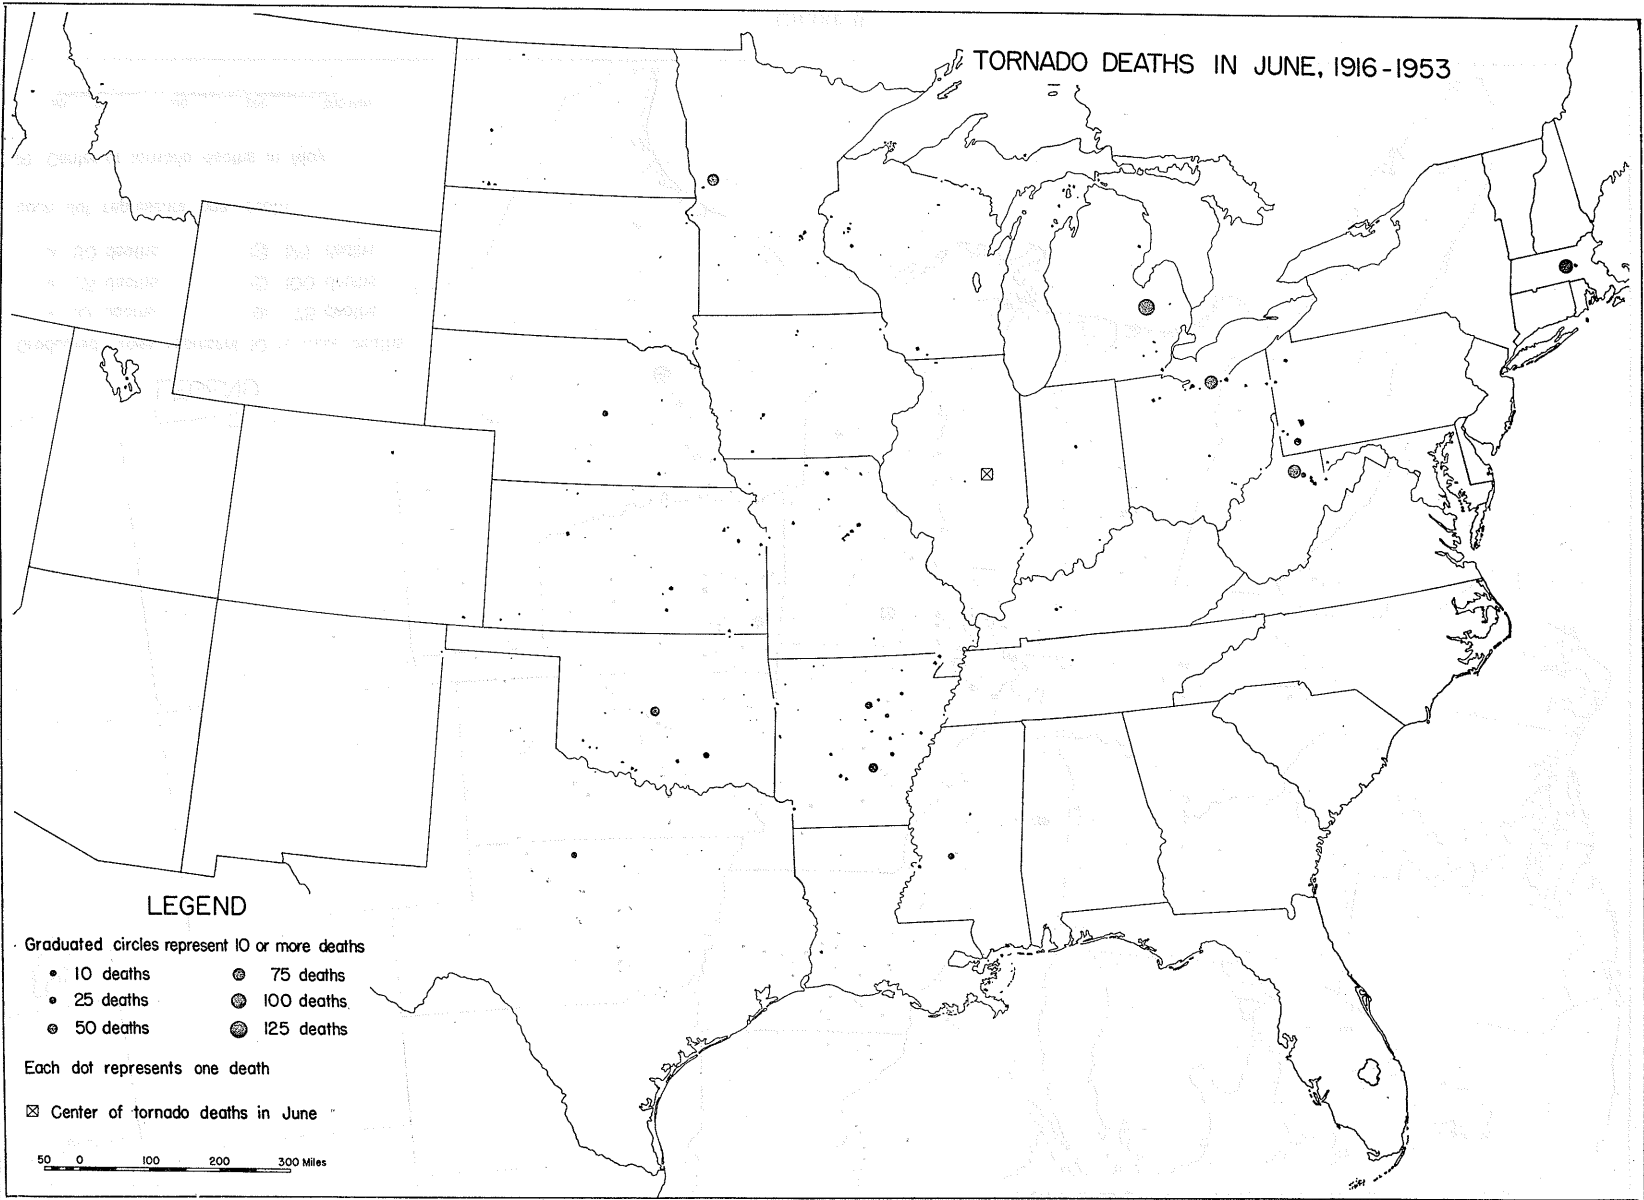 TORNADO DEATHS IN JUNE, 1916-1953
LEGEND
Graduated circles represent 10 or more deaths
10 deaths
75 deaths
25 deaths
100 deaths
50 deaths
125 deaths
Each dot represents one death
Center of tornado deaths in June
50 0 100 200 300 Miles